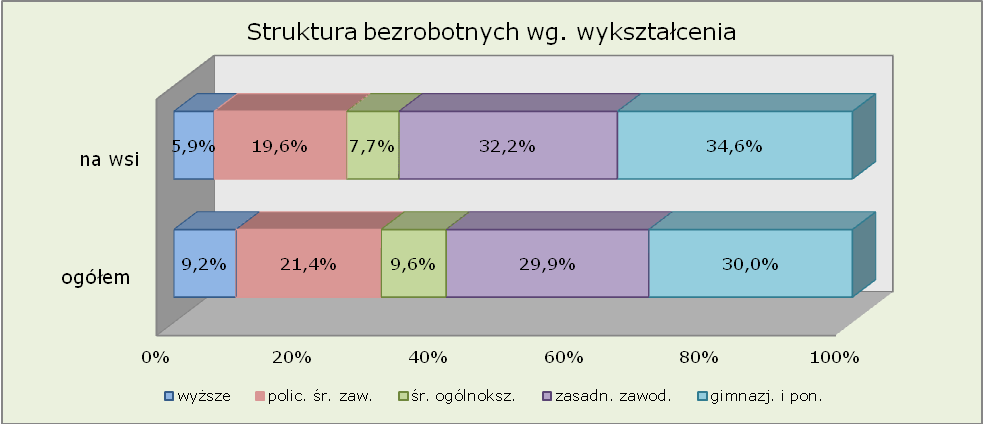 Struktura bezrobotnych wg. wykształcenia
na wsi 5,9% 19,6% 7,7% 32,2% 34,6%
ogółem 9,2% 21,4% 9,6% 29,9% 30,0%
0% 20% 40% 60% 80% 100%
wyższe polic. śr. zaw. śr. ogólnoksz. zasadn. zawod. gimnazj. i pon.